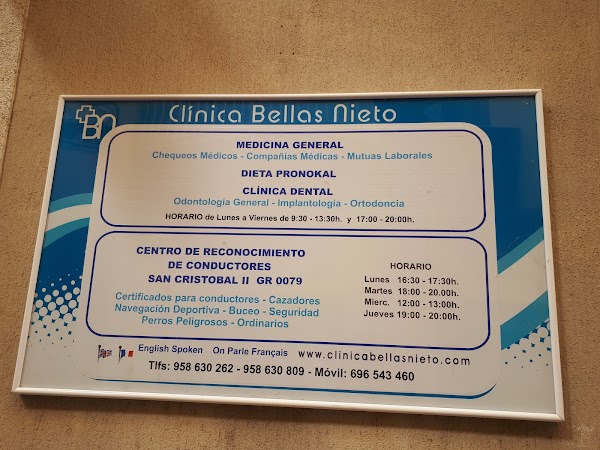 BN
Clínica Bellas Nieto
MEDICINA GENERAL
Chequeos Médicos - Compañias Médicas - Mutuas Laborales
DIETA PRONOKAL
CLÍNICA DENTAL
Odontología General - Implantología - Ortodoncia
HORARIO de Lunes a Viernes de 9:30 - 13:30h. y 17:00 - 20:00h.
CENTRO DE RECONOCIMIENTO
DE CONDUCTORES
SAN CRISTOBAL II GR 0079
Certificados para conductores - Cazadores
Navegación Deportiva - Buceo - Seguridad
Perros Peligrosos - Ordinarios
HORARIO
Lunes 16:30 - 17:30h.
Martes 18:00 - 20.00h.
Mierc. 12:00 - 13:00h.
Jueves 19:00 - 20:00h.
English Spoken On Parle Français www.clinicabellasnieto.com
Tlfs: 958 630 262 - 958 630 809 - Móvil: 696 543 460